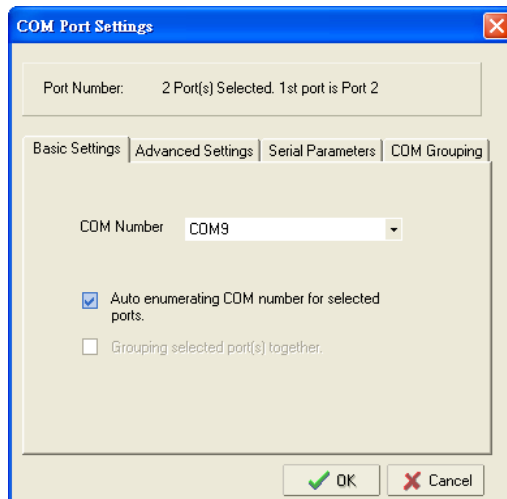 COM Port Settings
Port Number: 2 Port(s) Selected. 1st port is Port 2
Basic Settings Advanced Settings Serial Parameters COM Grouping
COM Number COM9
Auto enumerating COM number for selected
ports.
Grouping selected port(s) together.
OK Cancel